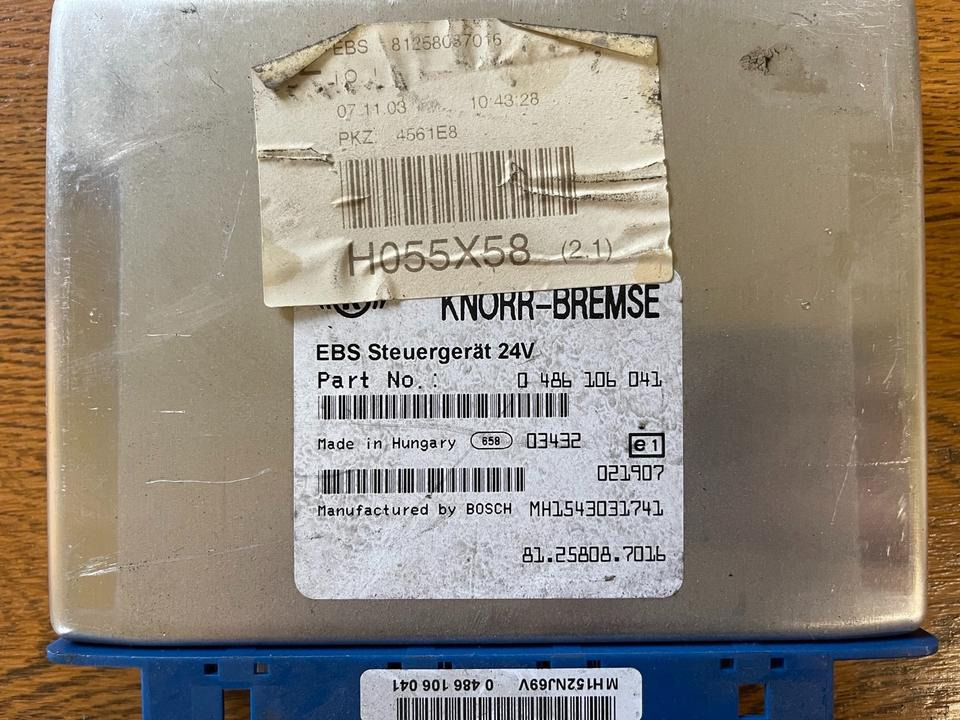 EBS 81258087016
07.11.03 10:43:28
PKZ 4561E8
H055X58 (2.1)
KNORR-BREMSE
EBS Steuergerät 24V
Part No.: 0 486 106 041
Made in Hungary 658 03432 e1
021907
Manufactured by BOSCH MH1543031741
81.25808.7016
MH152NJ69V 0 486 106 041